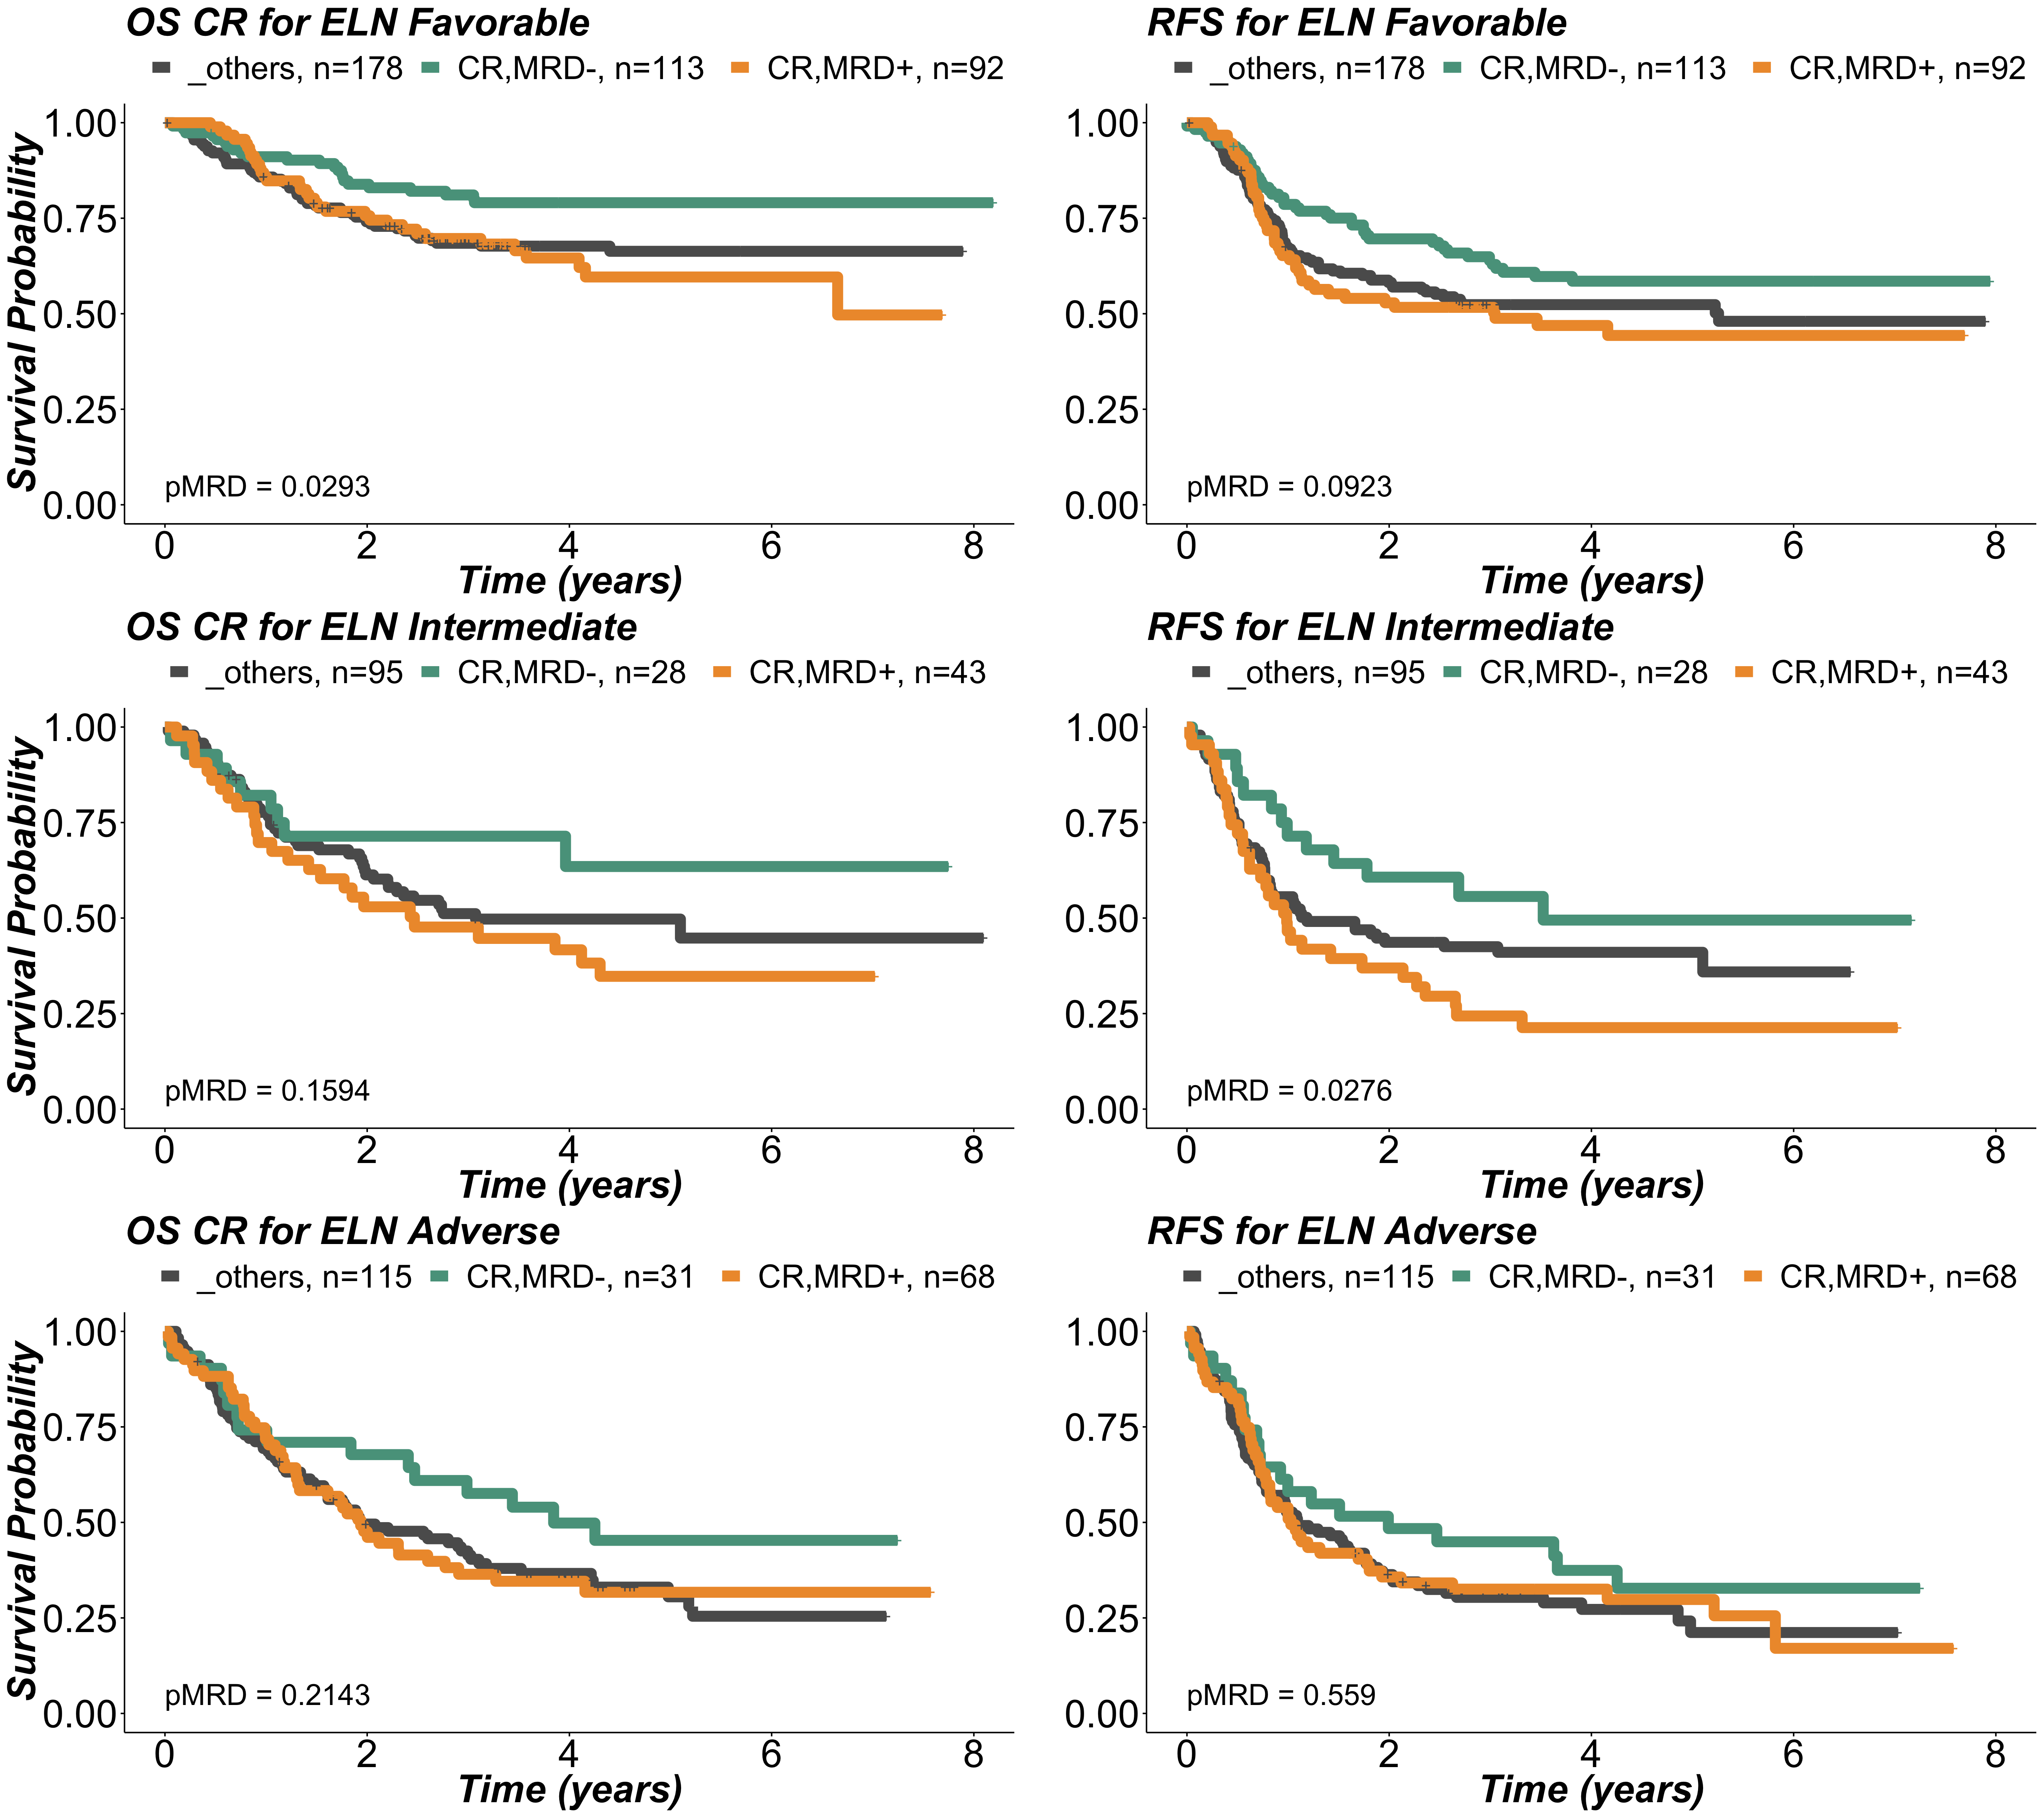 OS CR for ELN Favorable
_others, n=178 CR,MRD-, n=113 CR,MRD+, n=92
Survival Probability
1.00
0.75
0.50
0.25
0.00
pMRD = 0.0293
0 2 4 6 8
Time (years)
RFS for ELN Favorable
_others, n=178 CR,MRD-, n=113 CR,MRD+, n=92
1.00
0.75
0.50
0.25
0.00
pMRD = 0.0923
0 2 4 6 8
Time (years)
OS CR for ELN Intermediate
_others, n=95 CR,MRD-, n=28 CR,MRD+, n=43
Survival Probability
1.00
0.75
0.50
0.25
0.00
pMRD = 0.1594
0 2 4 6 8
Time (years)
RFS for ELN Intermediate
_others, n=95 CR,MRD-, n=28 CR,MRD+, n=43
1.00
0.75
0.50
0.25
0.00
pMRD = 0.0276
0 2 4 6 8
Time (years)
OS CR for ELN Adverse
_others, n=115 CR,MRD-, n=31 CR,MRD+, n=68
Survival Probability
1.00
0.75
0.50
0.25
0.00
pMRD = 0.2143
0 2 4 6 8
Time (years)
RFS for ELN Adverse
_others, n=115 CR,MRD-, n=31 CR,MRD+, n=68
1.00
0.75
0.50
0.25
0.00
pMRD = 0.559
0 2 4 6 8
Time (years)